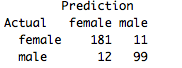 Prediction
Actual female male
female 181 11
male 12 99